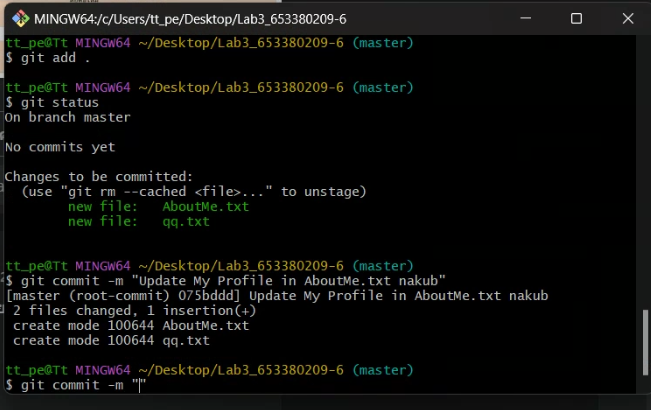 MINGW64:/c/Users/tt_pe/Desktop/Lab3_653380209-6
tt_pe@Tt MINGW64 ~/Desktop/Lab3_653380209-6 (master)
$ git add .
tt_pe@Tt MINGW64 ~/Desktop/Lab3_653380209-6 (master)
$ git status
On branch master
No commits yet
Changes to be committed:
  (use "git rm --cached <file>..." to unstage)
        new file:   AboutMe.txt
        new file:   qq.txt
tt_pe@Tt MINGW64 ~/Desktop/Lab3_653380209-6 (master)
$ git commit -m "Update My Profile in AboutMe.txt nakub"
[master (root-commit) 075bddd] Update My Profile in AboutMe.txt nakub
 2 files changed, 1 insertion(+)
 create mode 100644 AboutMe.txt
 create mode 100644 qq.txt
tt_pe@Tt MINGW64 ~/Desktop/Lab3_653380209-6 (master)
$ git commit -m ""